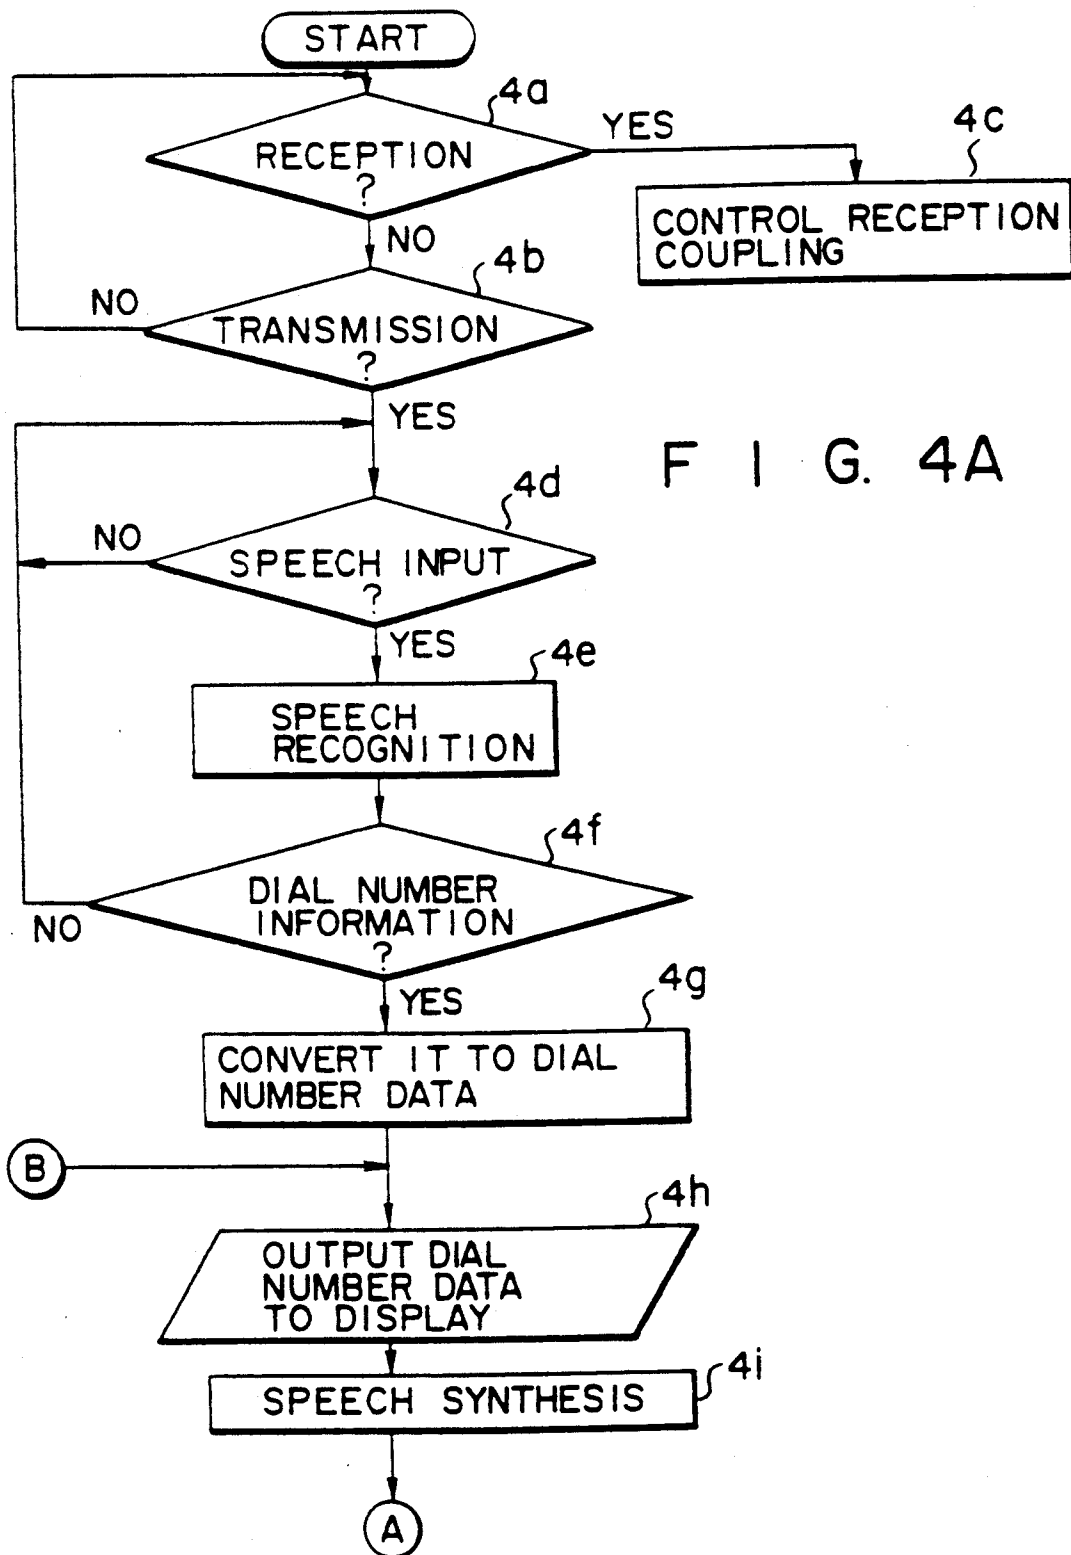 START
4a
RECEPTION
?
YES
4c
CONTROL RECEPTION
COUPLING
NO
4b
NO
TRANSMISSION
?
YES
F I G. 4A
4d
NO
SPEECH INPUT
?
YES
4e
SPEECH
RECOGNITION
4f
DIAL NUMBER
INFORMATION
?
NO
YES
4g
CONVERT IT TO DIAL
NUMBER DATA
B
4h
OUTPUT DIAL
NUMBER DATA
TO DISPLAY
4i
SPEECH SYNTHESIS
A